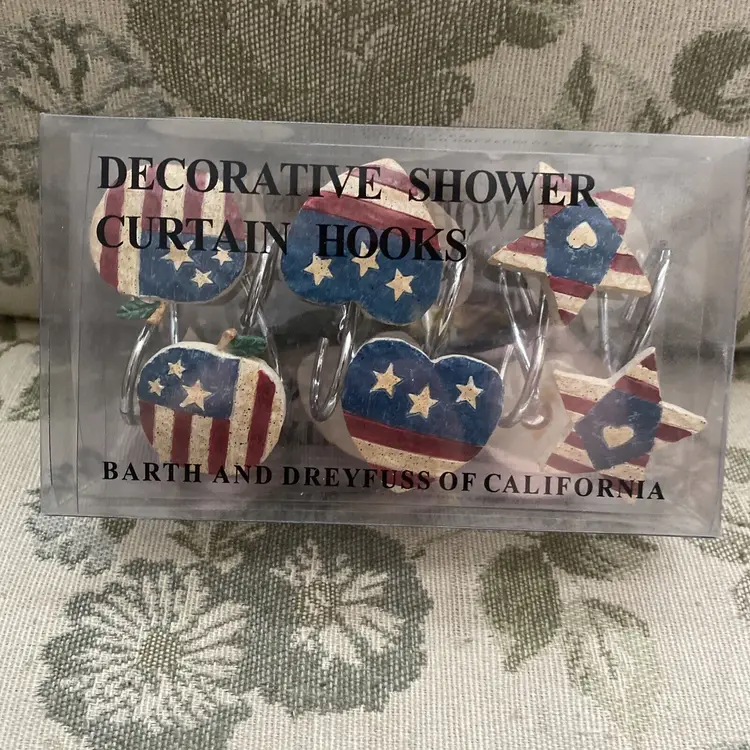 DECORATIVE SHOWER
CURTAIN HOOKS
BARTH AND DREYFUSS OF CALIFORNIA